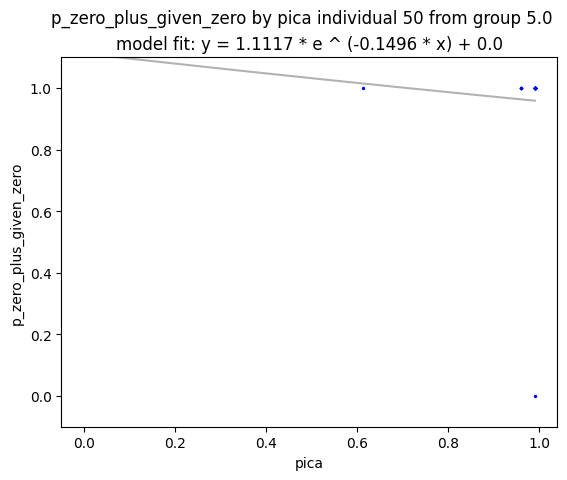 p_zero_plus_given_zero by pica individual 50 from group 5.0
model fit: y = 1.1117 * e ^ (-0.1496 * x) + 0.0
1.0
0.8
0.6
0.4
0.2
0.0
p_zero_plus_given_zero
0.0 0.2 0.4 0.6 0.8 1.0
pica